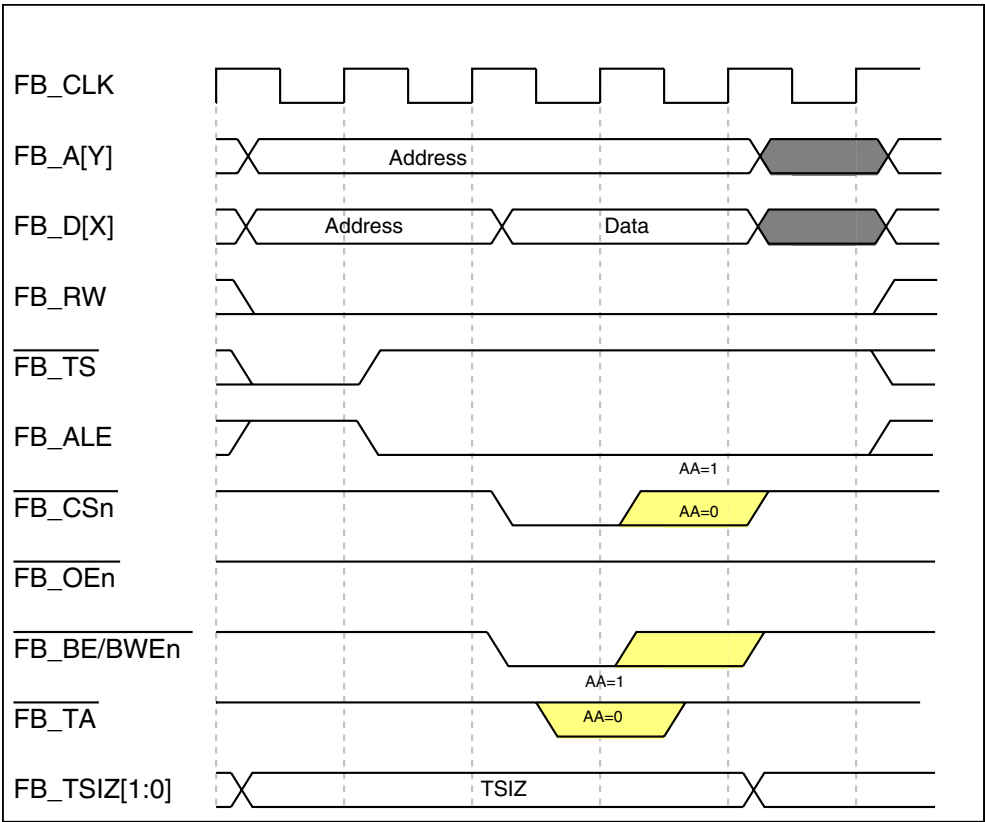 FB_CLK
FB_A[Y]
Address
FB_D[X]
Address
Data
FB_RW
FB_TS
FB_ALE
AA=1
FB_CSn
AA=0
FB_OEn
FB_BE/BWEn
AA=1
FB_TA
AA=0
FB_TSIZ[1:0]
TSIZ